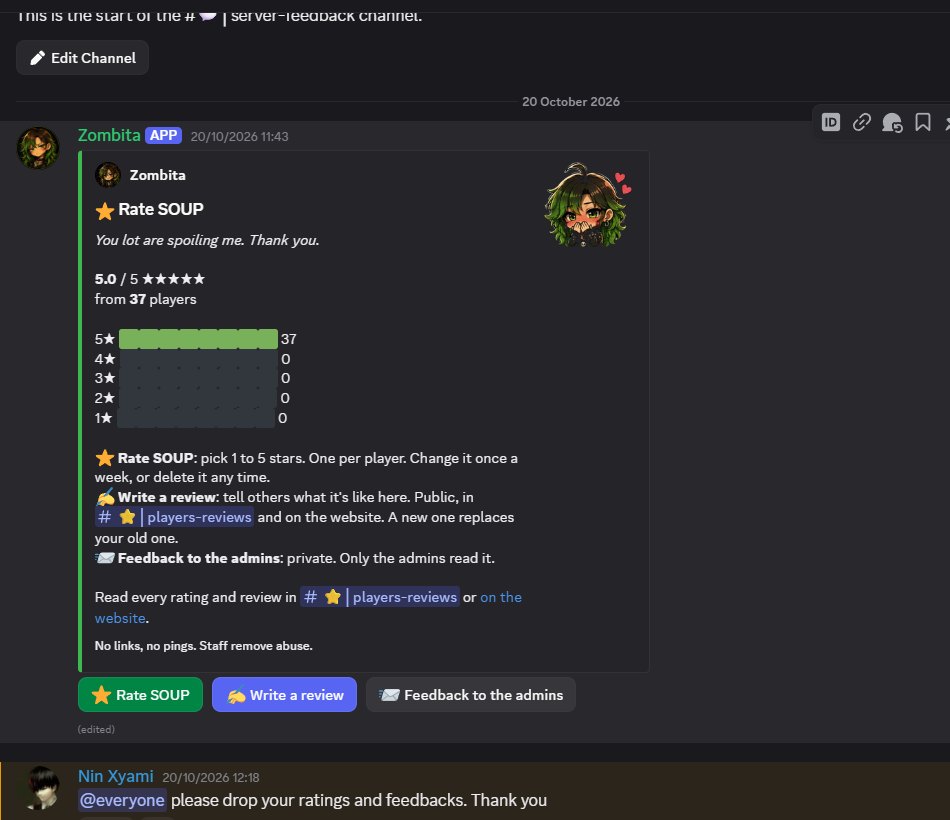 This is the start of the # 💬 | server-feedback channel.
Edit Channel
20 October 2026
ID
Zombita APP 20/10/2026 11:43
Zombita
⭐ Rate SOUP
You lot are spoiling me. Thank you.
5.0 / 5 ★★★★★
from 37 players
5★ 37
4★ 0
3★ 0
2★ 0
1★ 0
⭐ Rate SOUP: pick 1 to 5 stars. One per player. Change it once a
week, or delete it any time.
✍️ Write a review: tell others what it's like here. Public, in
# ⭐ | players-reviews and on the website. A new one replaces
your old one.
📨 Feedback to the admins: private. Only the admins read it.
Read every rating and review in # ⭐ | players-reviews or on the
website.
No links, no pings. Staff remove abuse.
⭐ Rate SOUP ✍️ Write a review 📨 Feedback to the admins
(edited)
Nin Xyami 20/10/2026 12:18
@everyone please drop your ratings and feedbacks. Thank you